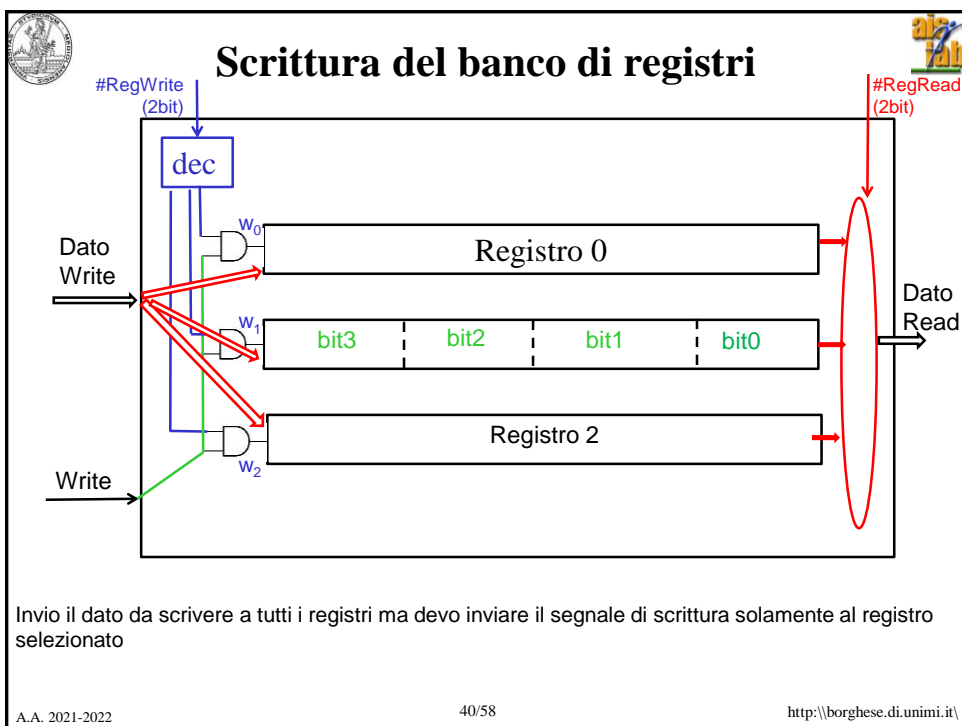 Scrittura del banco di registri
#RegWrite
(2bit)
#RegRead
(2bit)
dec
w0
Registro 0
Dato
Write
w1
bit3 bit2 bit1 bit0
Dato
Read
Registro 2
w2
Write
Invio il dato da scrivere a tutti i registri ma devo inviare il segnale di scrittura solamente al registro
selezionato
A.A. 2021-2022 40/58 http:\\borghese.di.unimi.it\